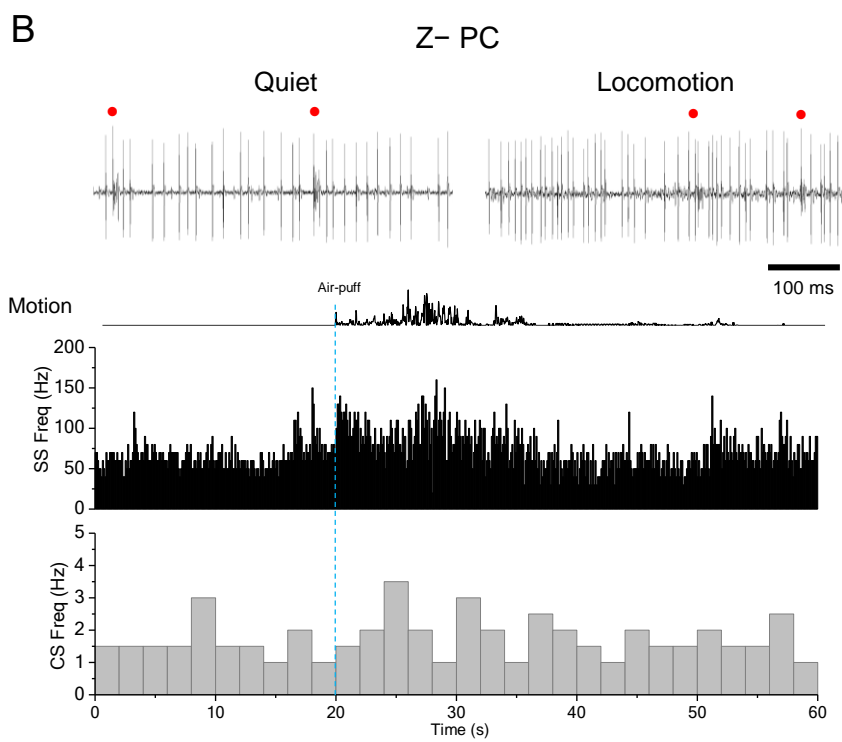 B
Z− PC
Quiet
Locomotion
100 ms
Air-puff
Motion
200
150
100
50
0
SS Freq (Hz)
5
4
3
2
1
0
CS Freq (Hz)
0 10 20 30 40 50 60
Time (s)